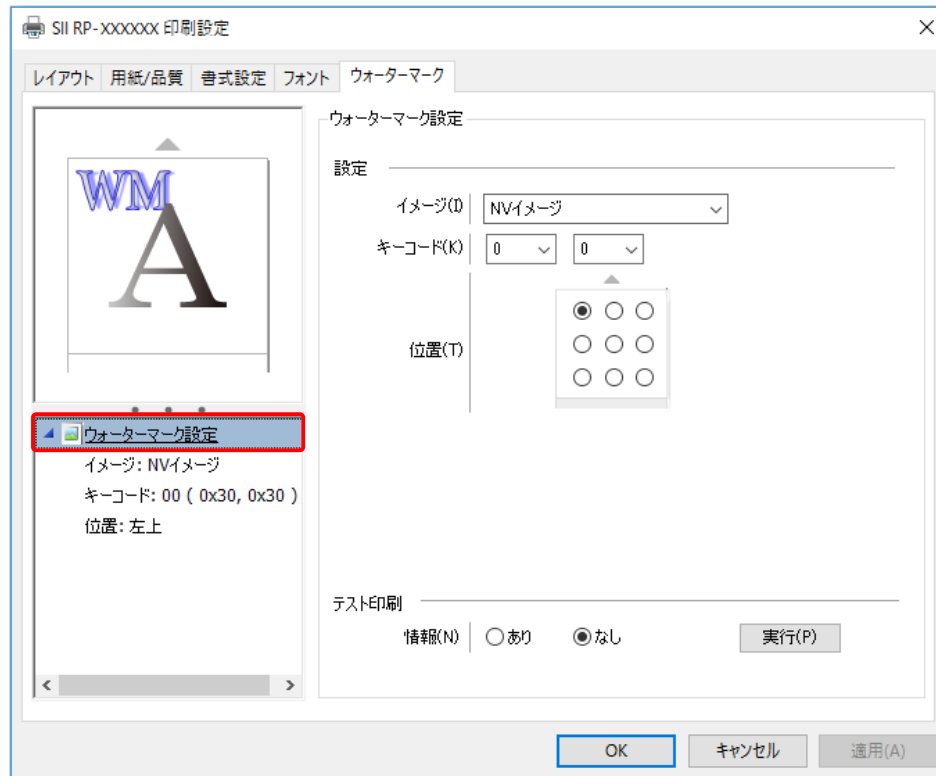 SII RP-XXXXXX 印刷設定
レイアウト 用紙/品質 書式設定 フォント ウォーターマーク
WM
A
ウォーターマーク設定
イメージ: NVイメージ
キーコード: 00 ( 0x30, 0x30 )
位置: 左上
ウォーターマーク設定
設定
イメージ(I) NVイメージ
キーコード(K) 0 0
位置(T)
テスト印刷
情報(N) あり なし 実行(P)
OK キャンセル 適用(A)